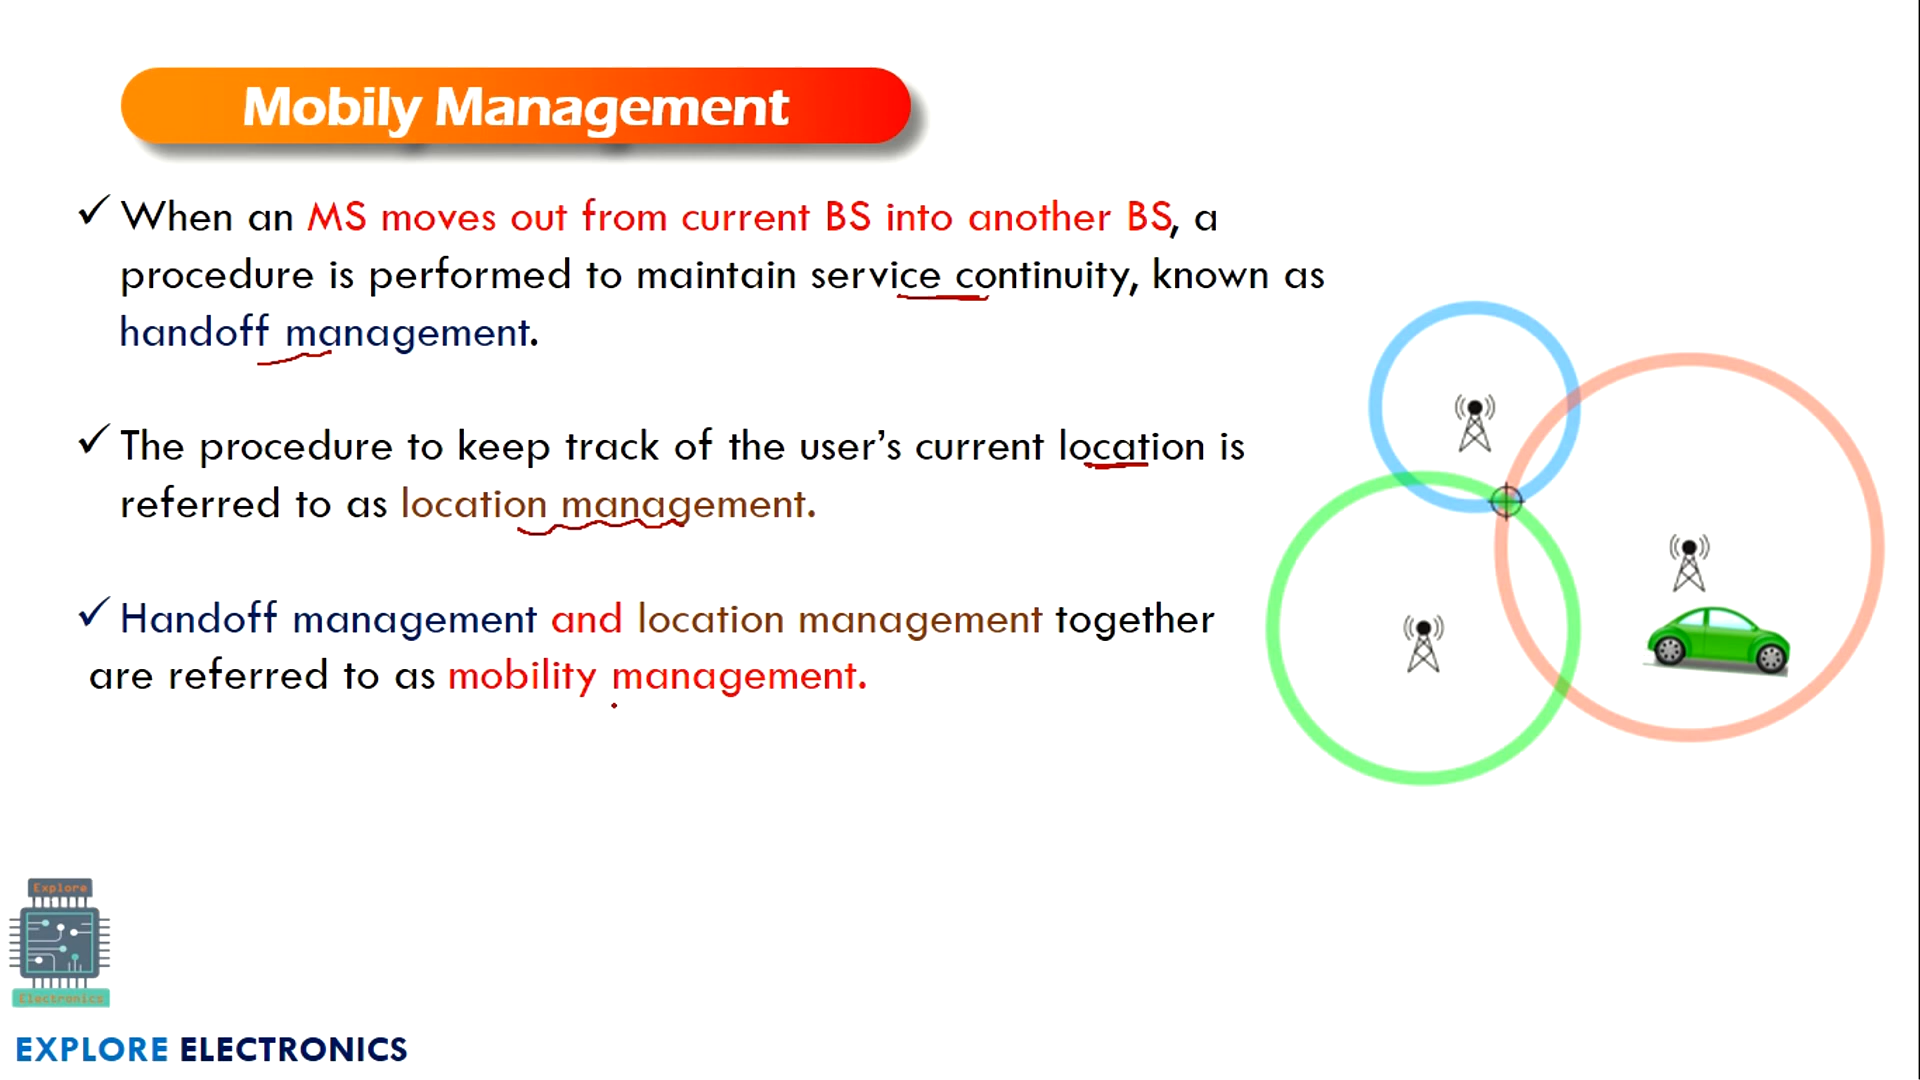 Mobily Management
✓ When an MS moves out from current BS into another BS, a
procedure is performed to maintain service continuity, known as
handoff management.
✓ The procedure to keep track of the user’s current location is
referred to as location management.
✓ Handoff management and location management together
are referred to as mobility management.
Explore
Electronics
EXPLORE ELECTRONICS